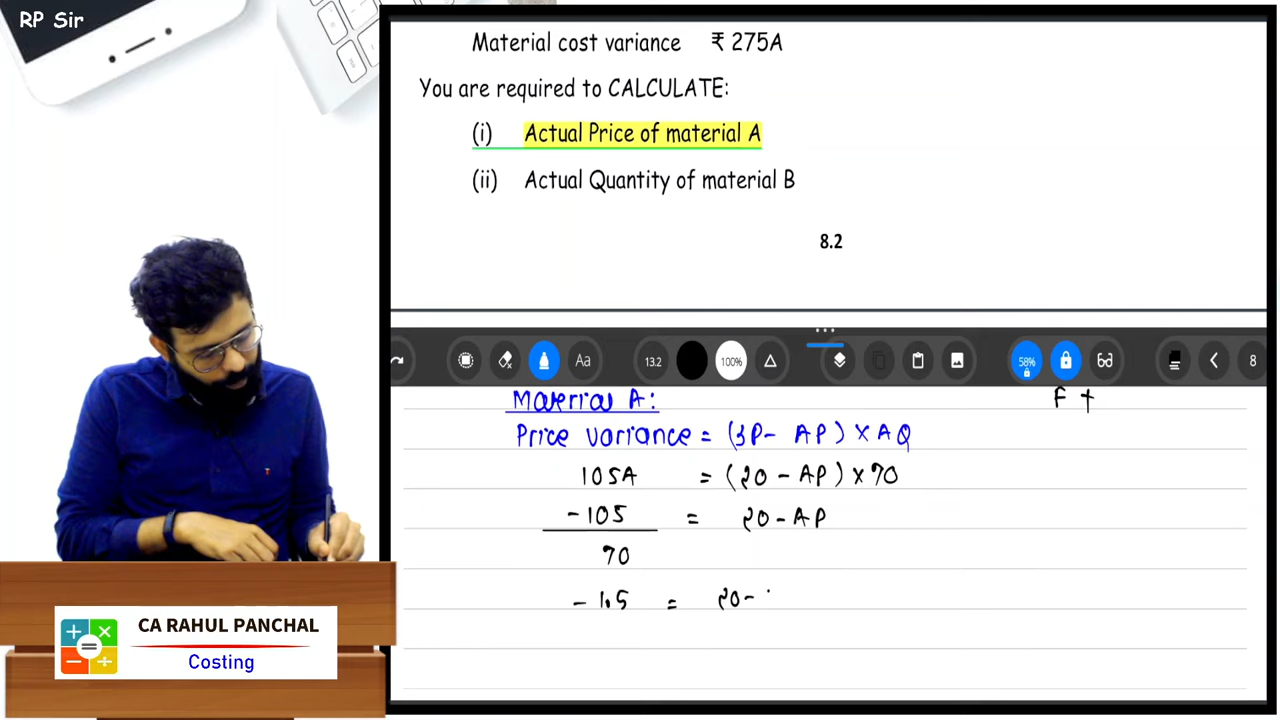 RP Sir
Material cost variance ₹ 275A
You are required to CALCULATE:
(i) Actual Price of material A
(ii) Actual Quantity of material B
8.2
Aa 13.2 100% 58% 8
Material A:
F +
Price variance = (SP - AP) × AQ
105A = (20 - AP) × 70
-105 = 20 - AP
70
- 1.5 = 20 -
CA RAHUL PANCHAL
Costing